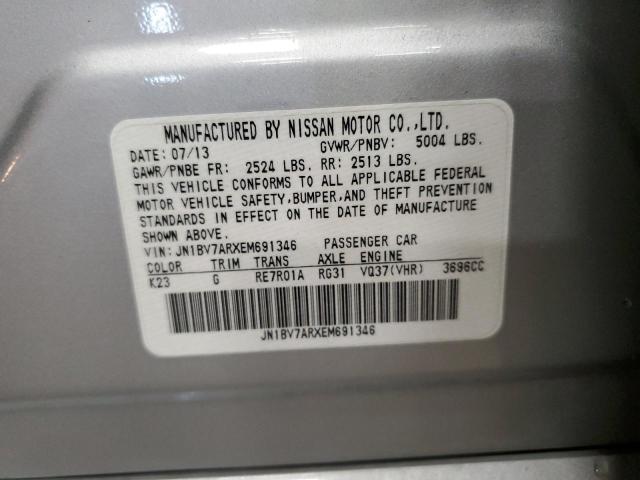 MANUFACTURED BY NISSAN MOTOR CO.,LTD.
DATE: 07/13 GVWR/PNBV: 5004 LBS.
GAWR/PNBE FR: 2524 LBS. RR: 2513 LBS.
THIS VEHICLE CONFORMS TO ALL APPLICABLE FEDERAL
MOTOR VEHICLE SAFETY,BUMPER,AND THEFT PREVENTION
STANDARDS IN EFFECT ON THE DATE OF MANUFACTURE
SHOWN ABOVE.
VIN: JN1BV7ARXEM691346 PASSENGER CAR
COLOR TRIM TRANS AXLE ENGINE
K23 G RE7R01A RG31 VQ37(VHR) 3696CC
JN1BV7ARXEM691346